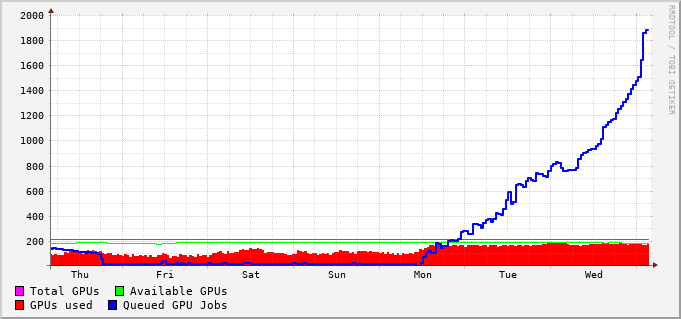 2000
1800
1600
1400
1200
1000
800
600
400
200
Thu Fri Sat Sun Mon Tue Wed
Total GPUs Available GPUs
GPUs used Queued GPU Jobs
RRDTOOL / TOBI OETIKER